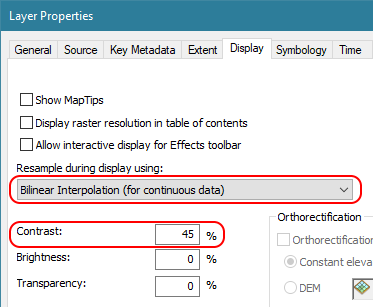 Layer Properties
General Source Key Metadata Extent Display Symbology Time
Show MapTips
Display raster resolution in table of contents
Allow interactive display for Effects toolbar
Resample during display using:
Bilinear Interpolation (for continuous data)
Contrast: 45 %
Brightness: 0 %
Transparency: 0 %
Orthorectification
Orthorectification
Constant eleva
DEM